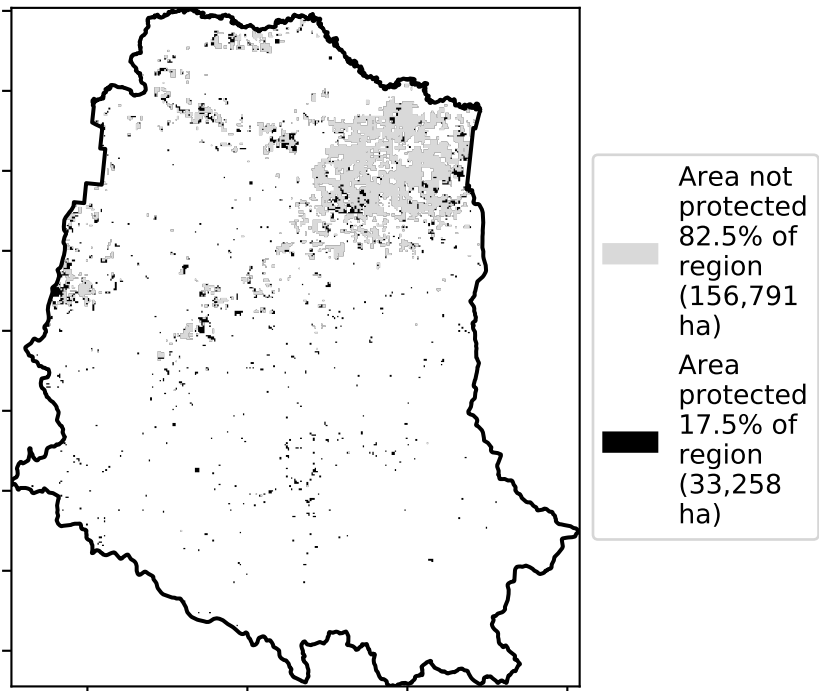 Area not
protected
82.5% of
region
(156,791
ha)
Area
protected
17.5% of
region
(33,258
ha)